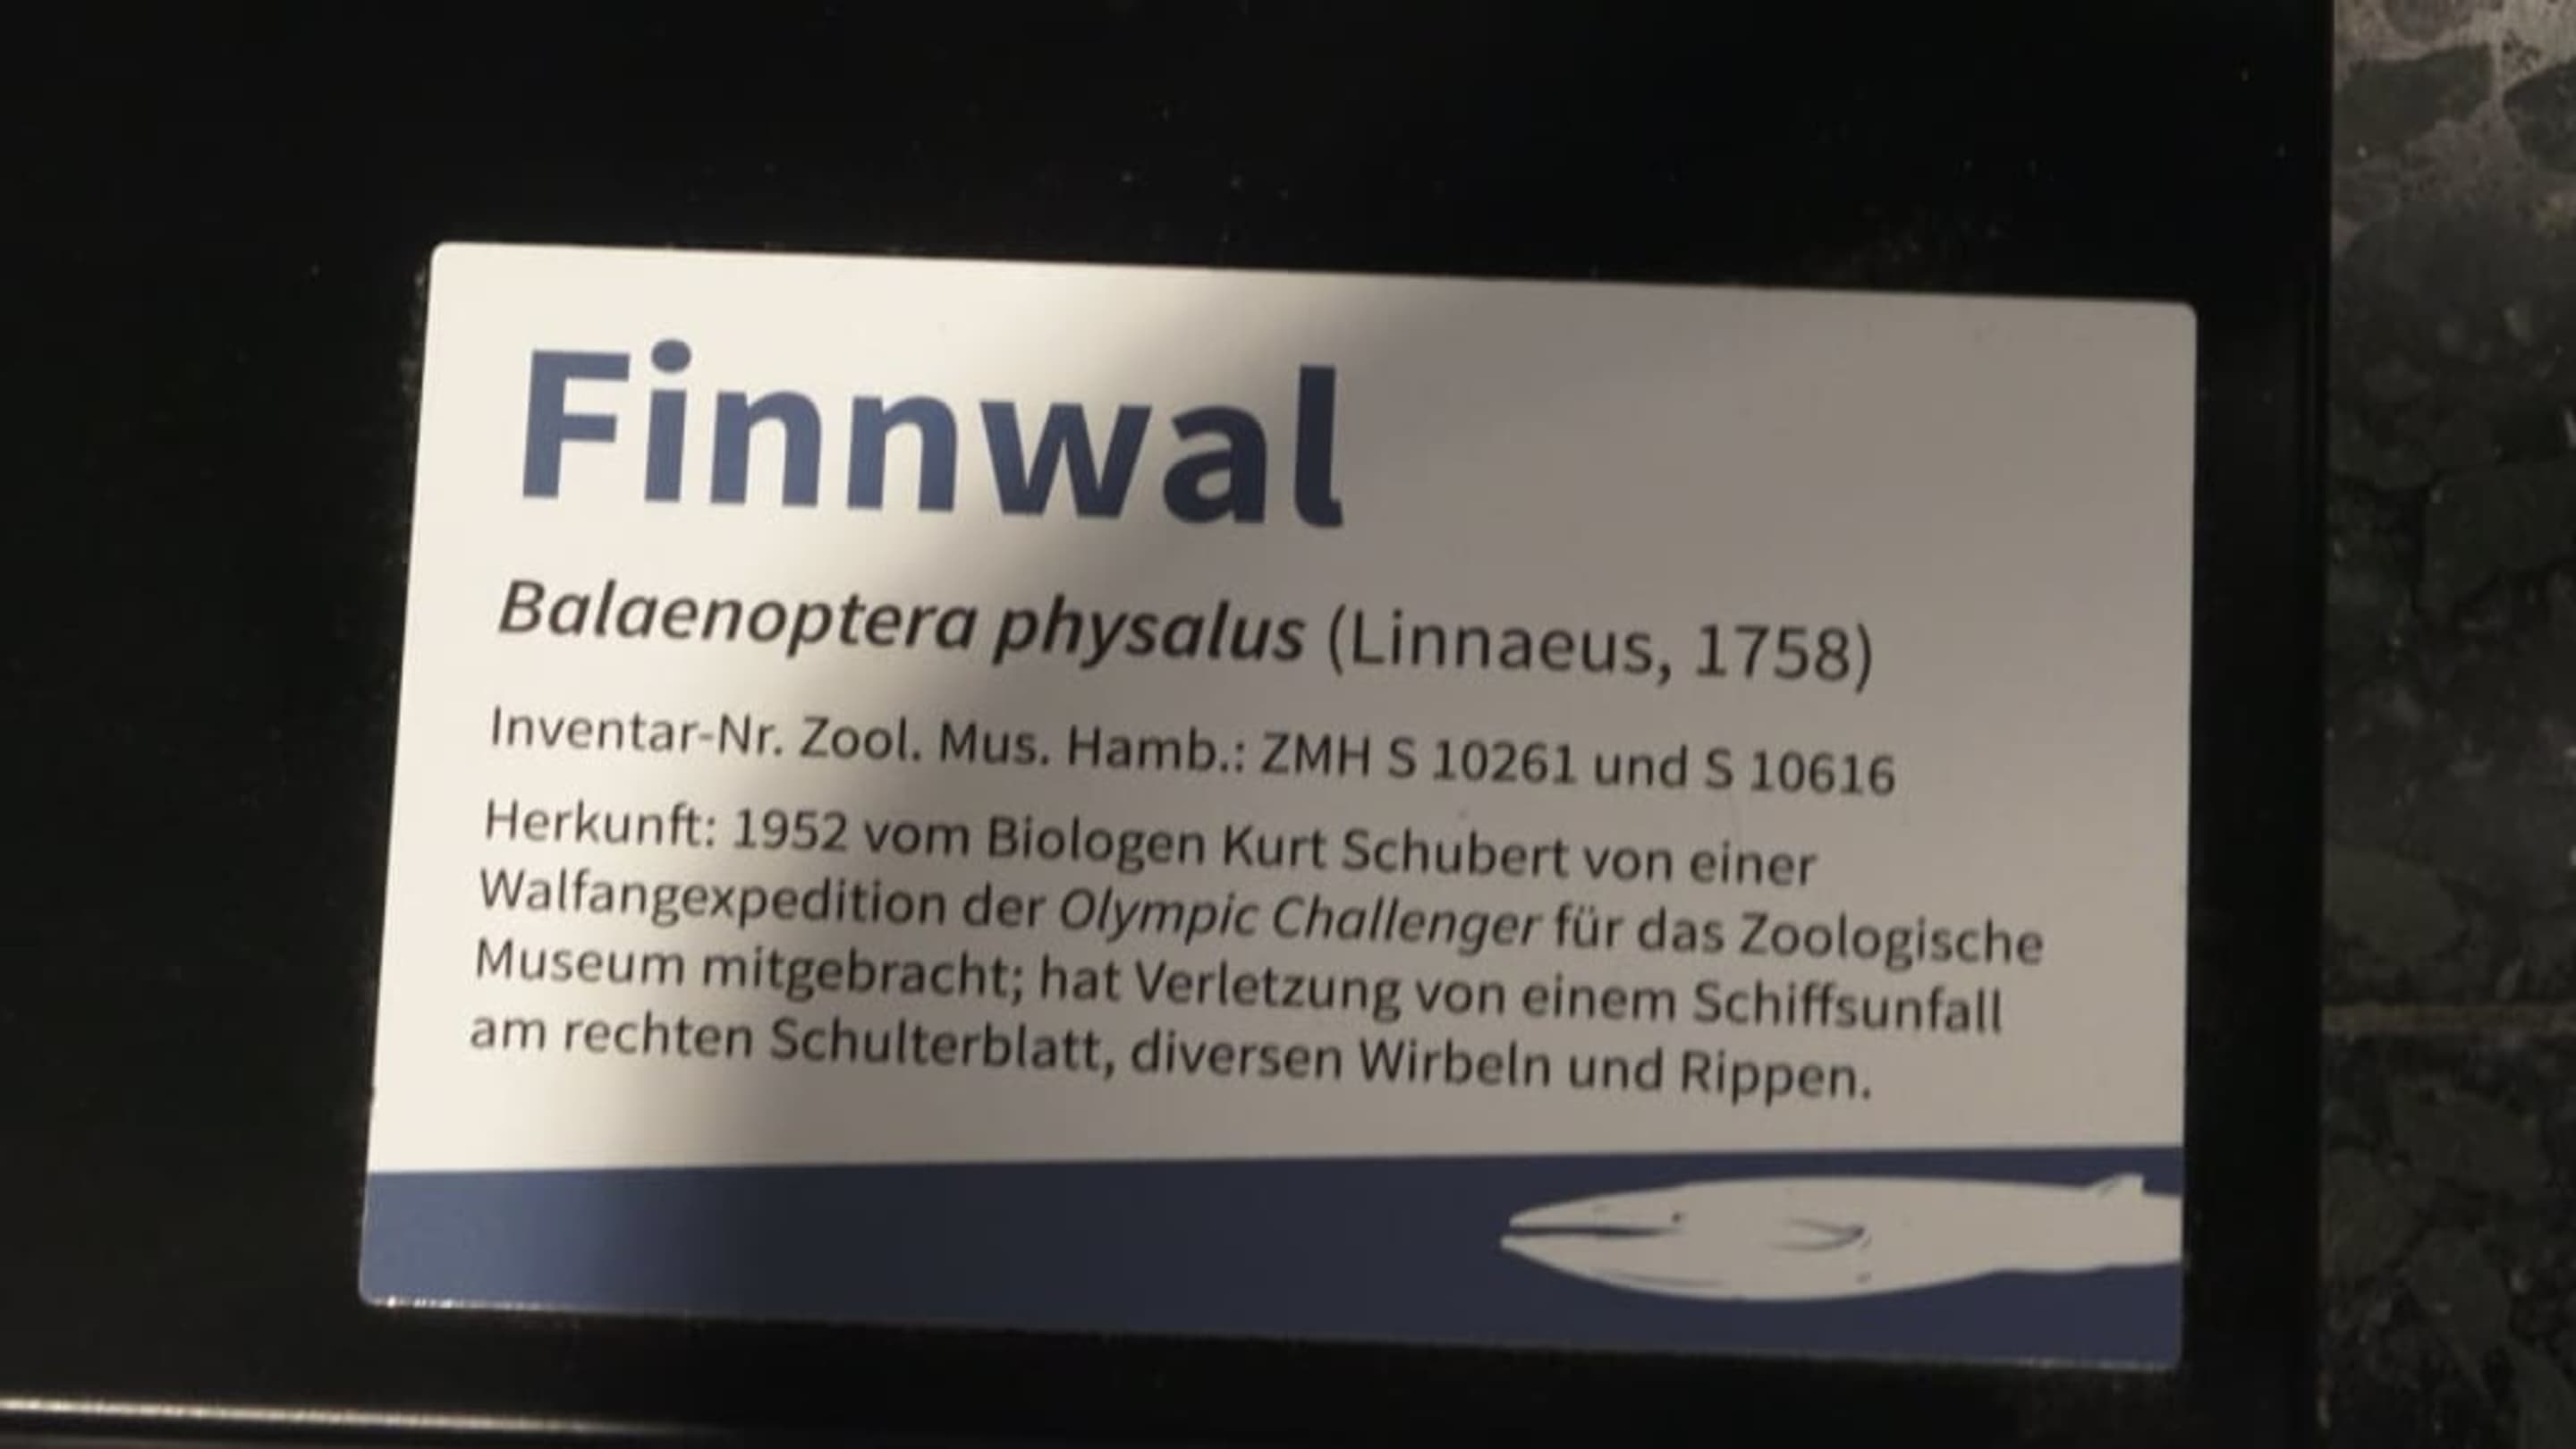 Finnwal
Balaenoptera physalus (Linnaeus, 1758)
Inventar-Nr. Zool. Mus. Hamb.: ZMH S 10261 und S 10616
Herkunft: 1952 vom Biologen Kurt Schubert von einer
Walfangexpedition der Olympic Challenger für das Zoologische
Museum mitgebracht; hat Verletzung von einem Schiffsunfall
am rechten Schulterblatt, diversen Wirbeln und Rippen.